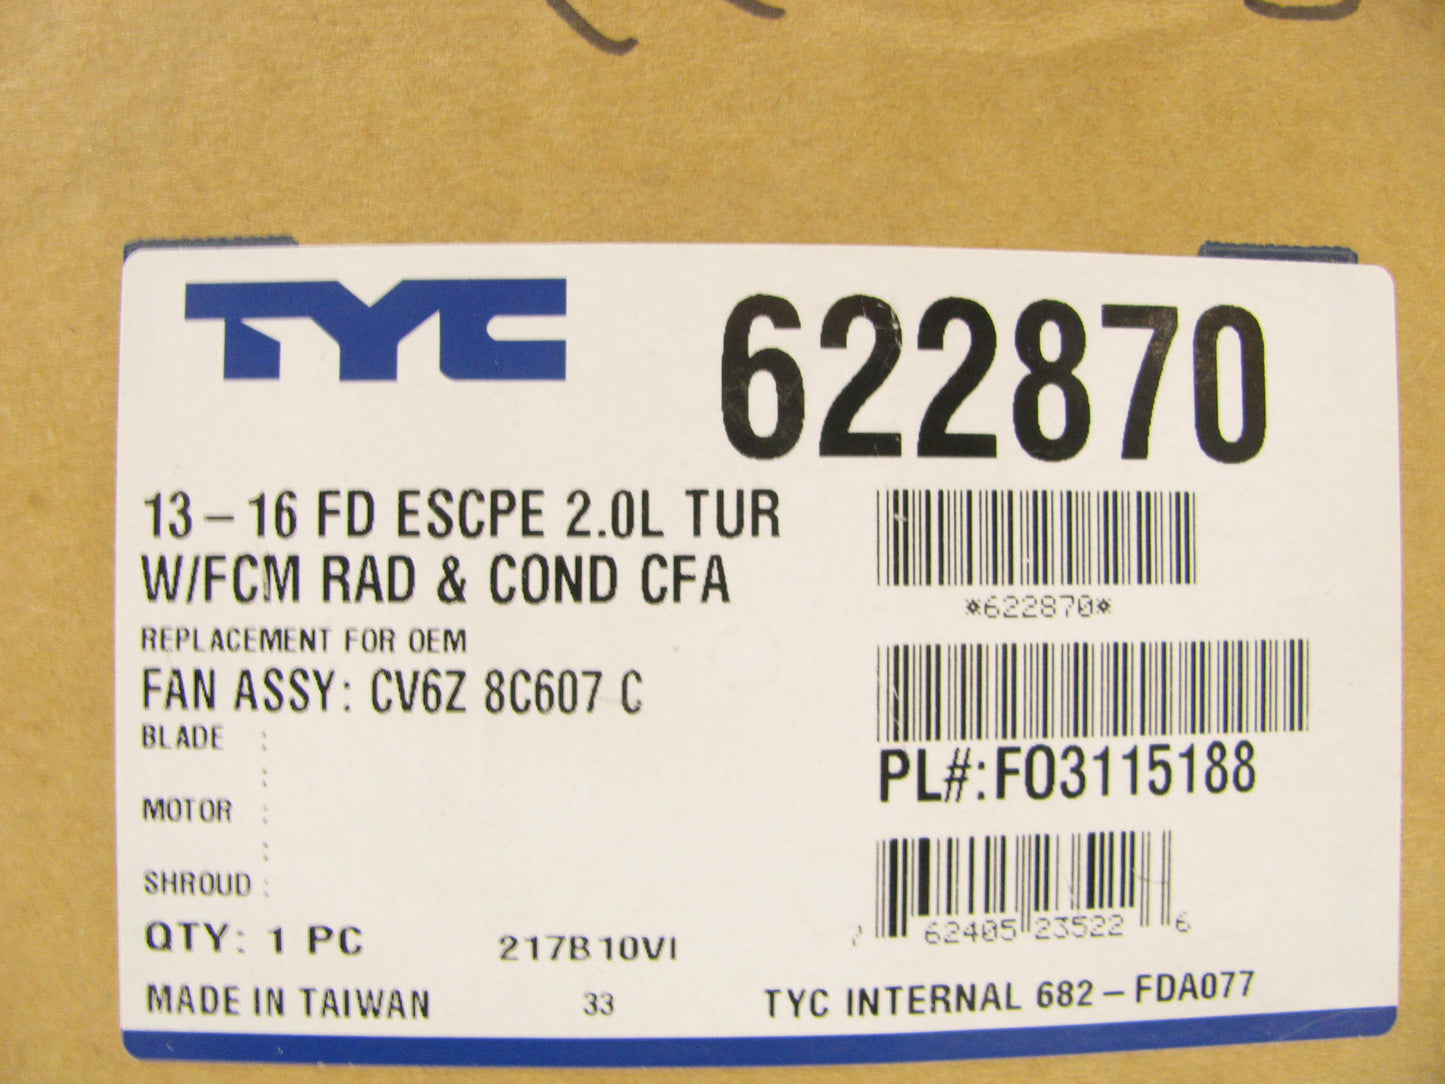 TYC
622870
13 – 16 FD ESCPE 2.0L TUR
W/FCM RAD & COND CFA
REPLACEMENT FOR OEM
FAN ASSY: CV6Z 8C607 C
BLADE :
:
MOTOR :
:
SHROUD :
QTY: 1 PC
217B10VI
MADE IN TAIWAN
33
*622870*
PL#:FO3115188
7 62405 23522 6
TYC INTERNAL 682 – FDA077